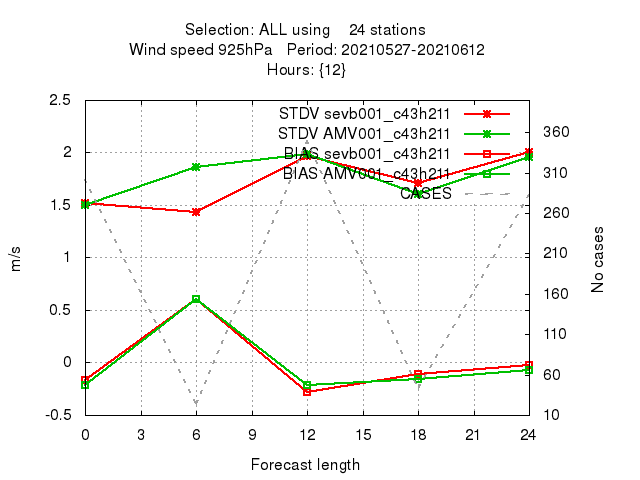 Selection: ALL using 24 stations
Wind speed 925hPa Period: 20210527-20210612
Hours: {12}
2.5
2
1.5
1
0.5
0
-0.5
m/s
STDV sevb001_c43h211
STDV AMV001_c43h211
BIAS sevb001_c43h211
BIAS AMV001_c43h211
CASES
360
310
260
210
160
110
60
10
No cases
0 3 6 9 12 15 18 21 24
Forecast length